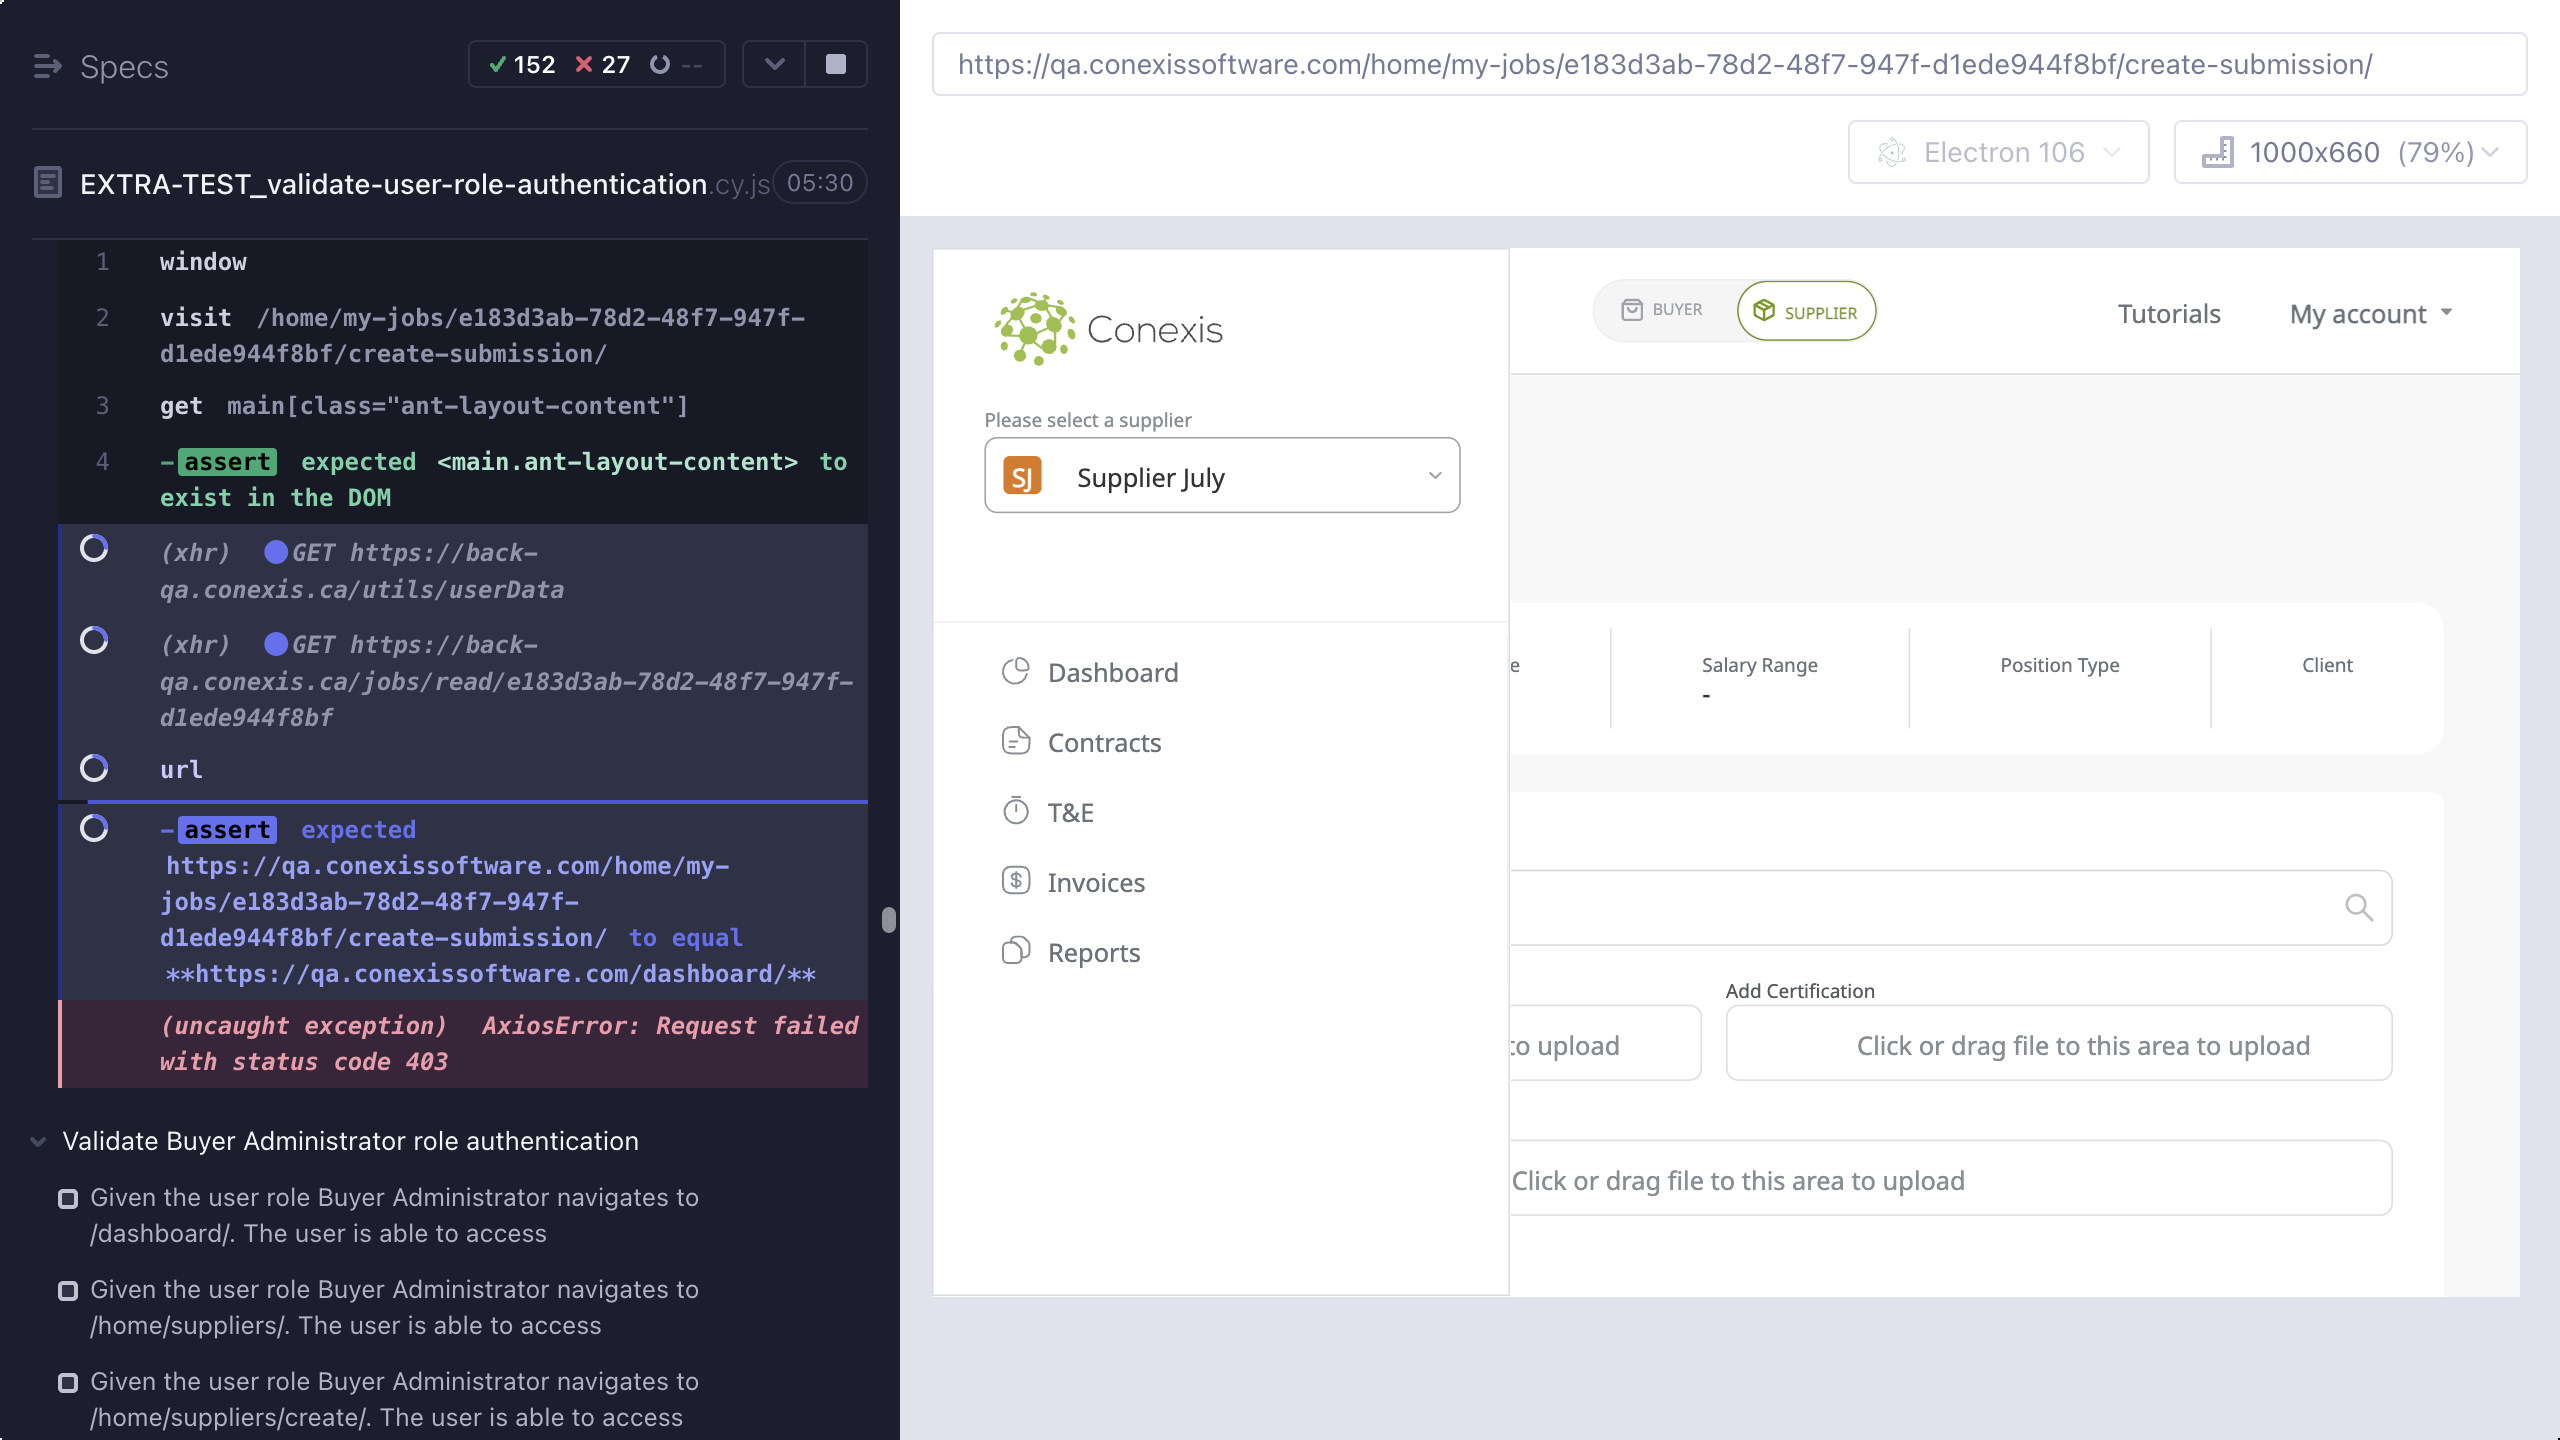 Specs
152 27 --
EXTRA-TEST_validate-user-role-authentication.cy.js 05:30
1 window
2 visit /home/my-jobs/e183d3ab-78d2-48f7-947f-
d1ede944f8bf/create-submission/
3 get main[class="ant-layout-content"]
4 -assert expected <main.ant-layout-content> to
exist in the DOM
(xhr) GET https://back-
qa.conexis.ca/utils/userData
(xhr) GET https://back-
qa.conexis.ca/jobs/read/e183d3ab-78d2-48f7-947f-
d1ede944f8bf
url
-assert expected
https://qa.conexissoftware.com/home/my-
jobs/e183d3ab-78d2-48f7-947f-
d1ede944f8bf/create-submission/ to equal
**https://qa.conexissoftware.com/dashboard/**
(uncaught exception) AxiosError: Request failed
with status code 403
Validate Buyer Administrator role authentication
Given the user role Buyer Administrator navigates to
/dashboard/. The user is able to access
Given the user role Buyer Administrator navigates to
/home/suppliers/. The user is able to access
Given the user role Buyer Administrator navigates to
/home/suppliers/create/. The user is able to access
https://qa.conexissoftware.com/home/my-jobs/e183d3ab-78d2-48f7-947f-d1ede944f8bf/create-submission/
Electron 106
1000x660 (79%)
Conexis
BUYER
SUPPLIER
Tutorials
My account
Please select a supplier
SJ Supplier July
Dashboard
Contracts
T&E
Invoices
Reports
e
Salary Range
-
Position Type
Client
Add Certification
to upload
Click or drag file to this area to upload
Click or drag file to this area to upload